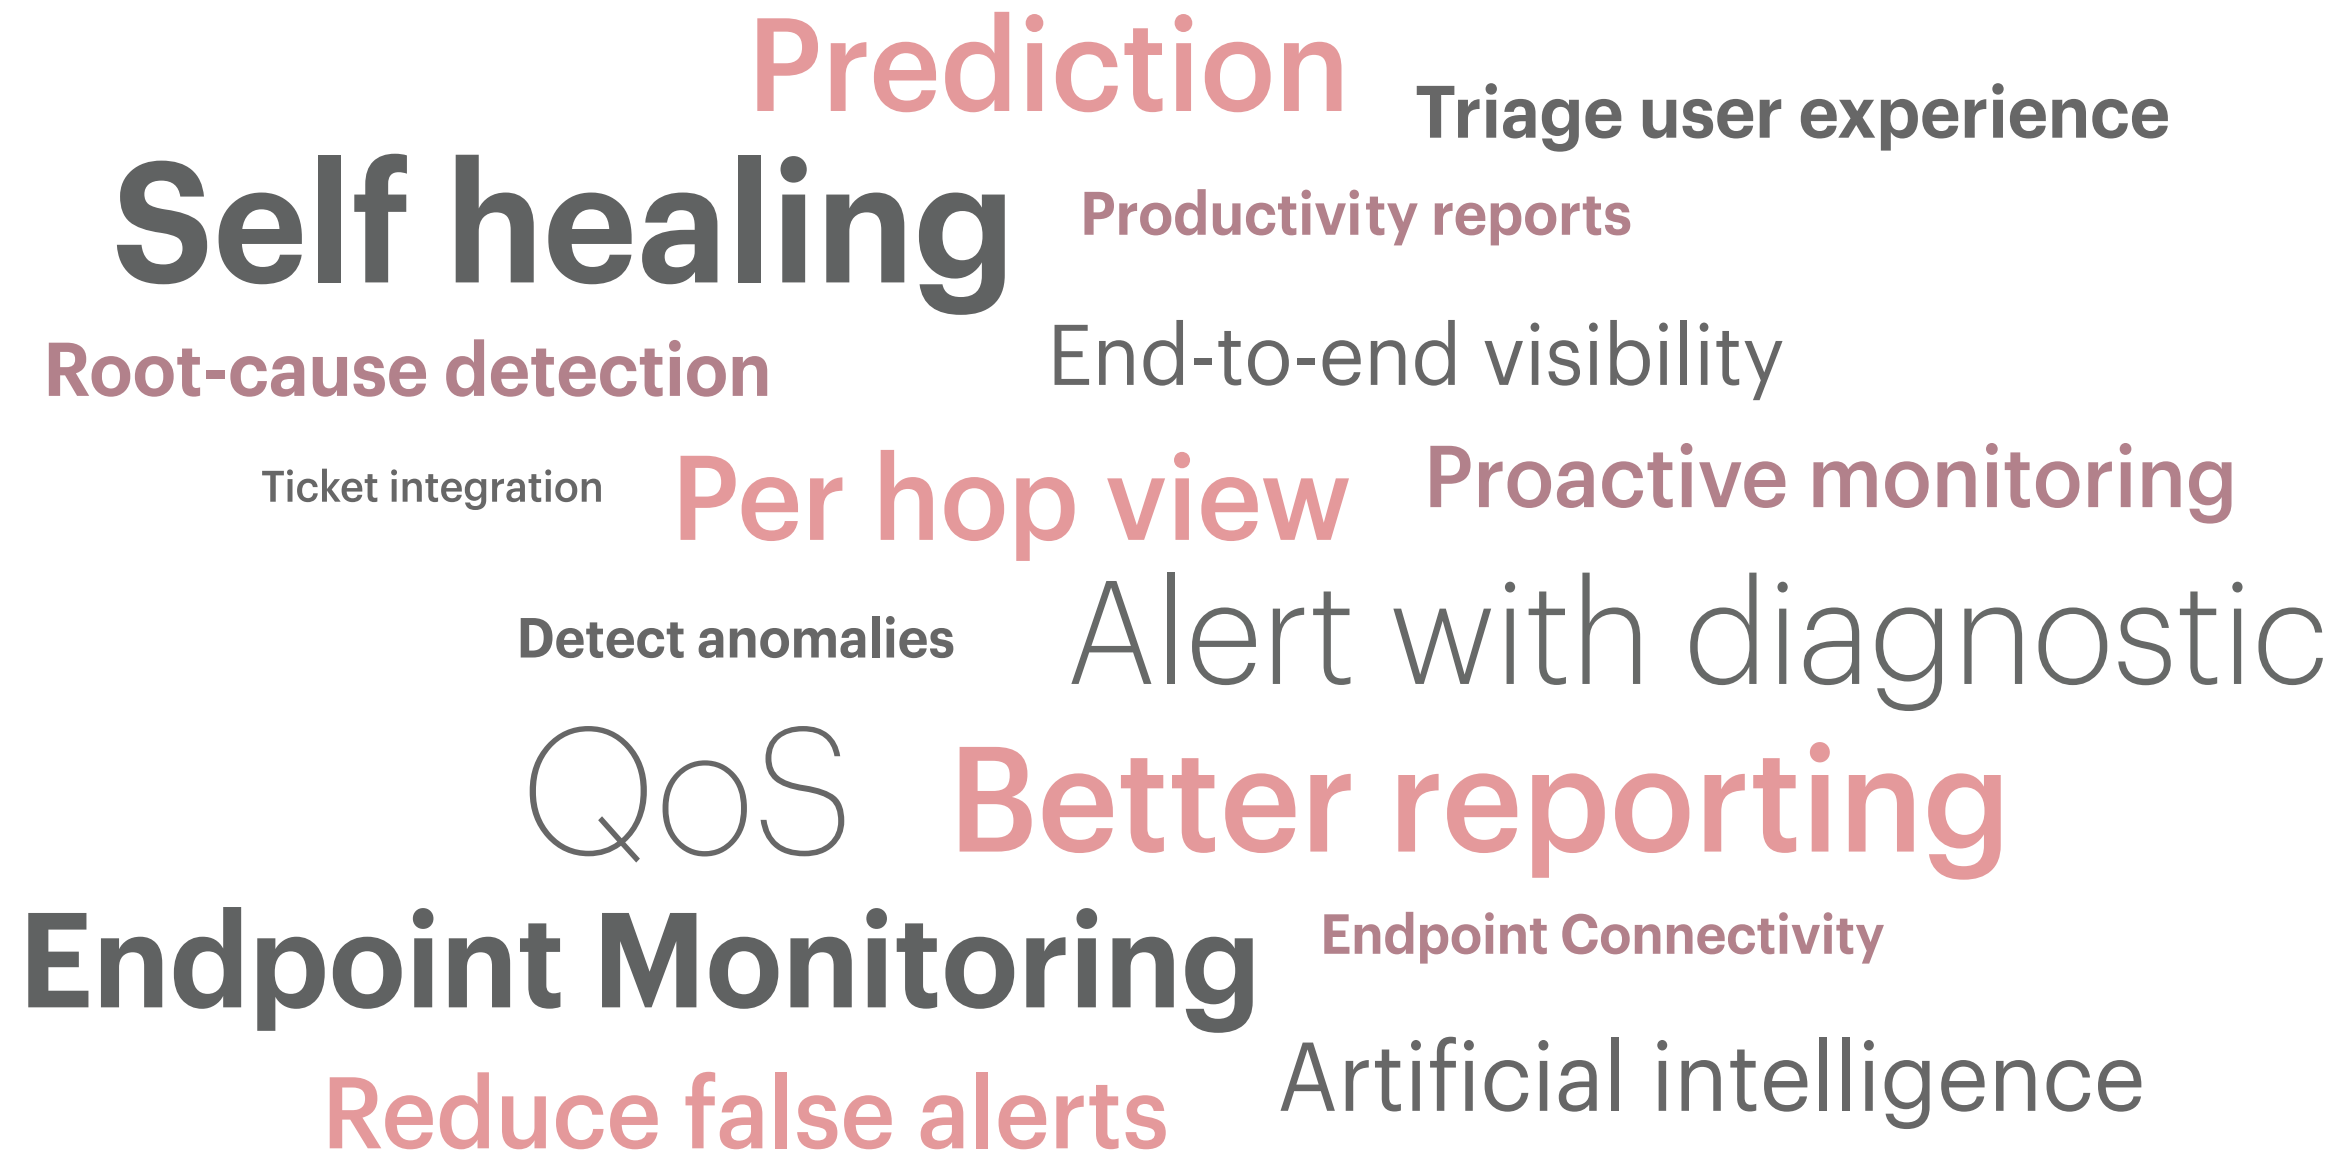 Prediction
Triage user experience
Self healing
Productivity reports
Root-cause detection
End-to-end visibility
Ticket integration
Per hop view
Proactive monitoring
Detect anomalies
Alert with diagnostic
QoS
Better reporting
Endpoint Monitoring
Endpoint Connectivity
Reduce false alerts
Artificial intelligence